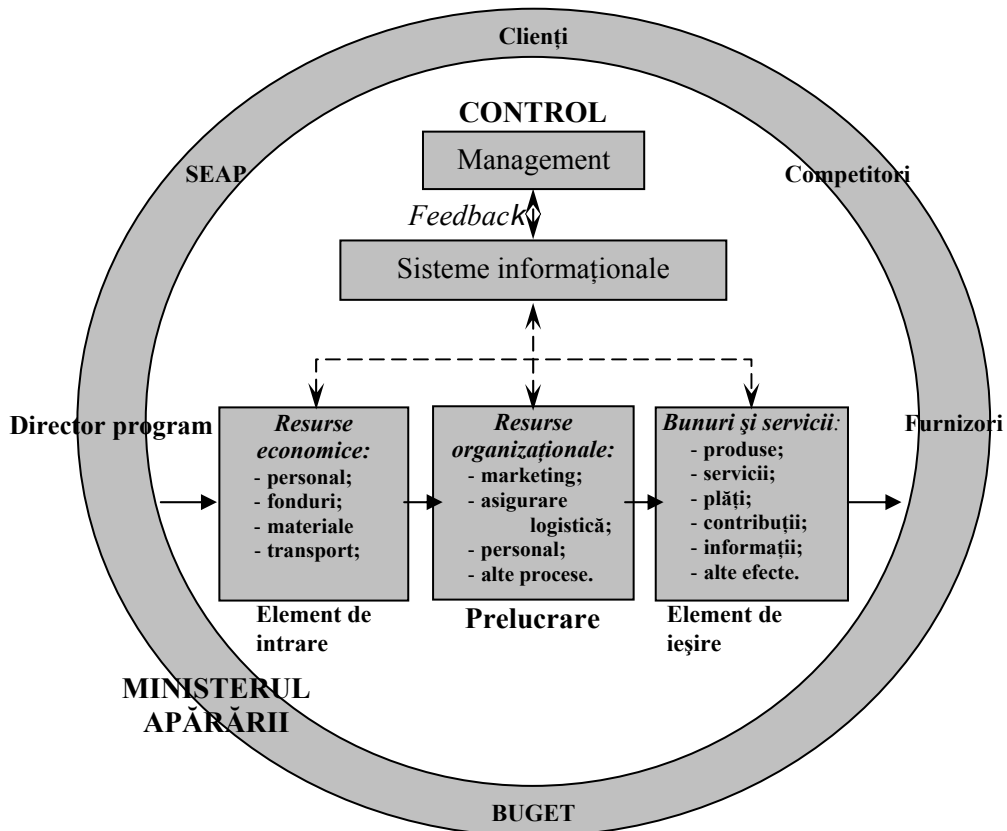 Clienți
CONTROL
Management
SEAP
Competitori
Feedback
Sisteme informaționale
Director program
Furnizori
Resurse
economice:
- personal;
- fonduri;
- materiale
- transport;
Element de
intrare
Resurse
organizaționale:
- marketing;
- asigurare
logistică;
- personal;
- alte procese.
Prelucrare
Bunuri şi servicii:
- produse;
- servicii;
- plăți;
- contribuții;
- informații;
- alte efecte.
Element de
ieşire
MINISTERUL
APĂRĂRII
BUGET